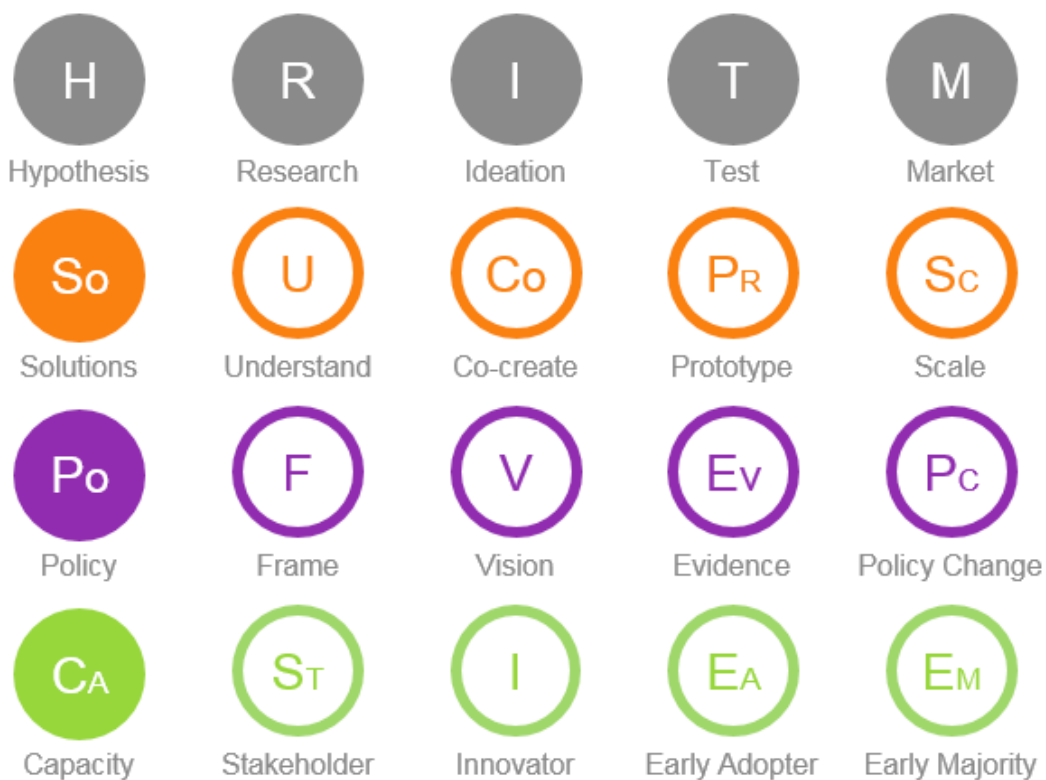 H R I T M
Hypothesis Research Ideation Test Market
So U Co PR SC
Solutions Understand Co-create Prototype Scale
Po F V EV PC
Policy Frame Vision Evidence Policy Change
CA ST I EA EM
Capacity Stakeholder Innovator Early Adopter Early Majority